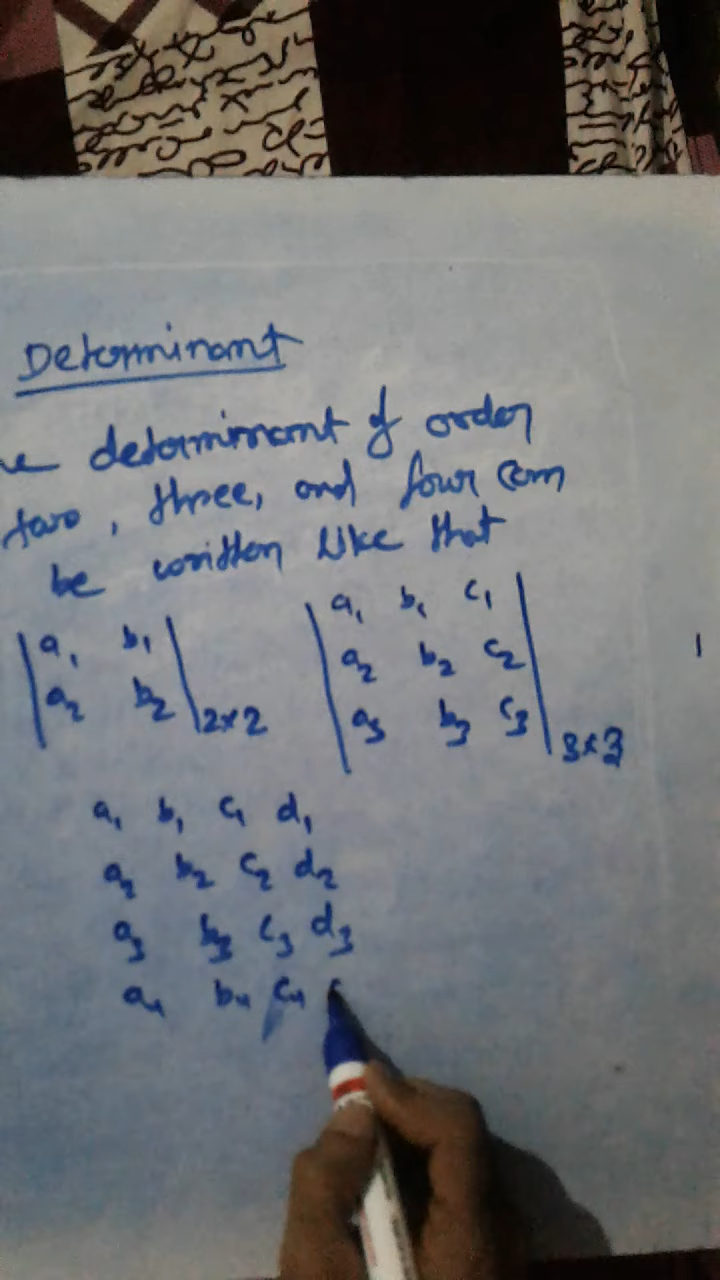 Determinant
determinant of order
two, three, and four can
be written like that
| a₁ b₁ | | a₁ b₁ c₁ |
| a₂ b₂ |2×2 | a₂ b₂ c₂ |
| a₃ b₃ c₃ |3×3
a₁ b₁ c₁ d₁
a₂ b₂ c₂ d₂
a₃ b₃ c₃ d₃
a₄ b₄ c₄